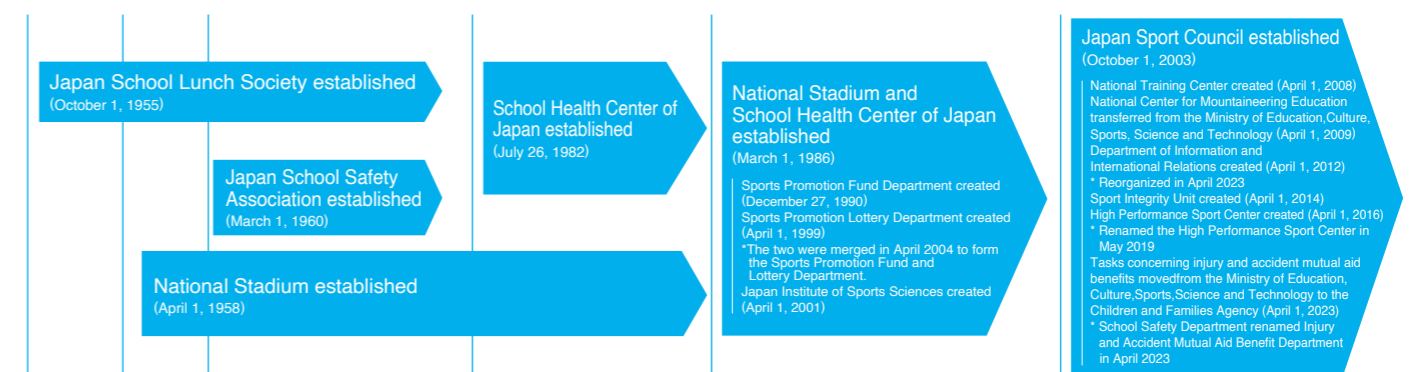 Japan School Lunch Society established
(October 1, 1955)
Japan School Safety
Association established
(March 1, 1960)
National Stadium established
(April 1, 1958)
School Health Center of
Japan established
(July 26, 1982)
National Stadium and
School Health Center of Japan
established
(March 1, 1986)
Sports Promotion Fund Department created
(December 27, 1990)
Sports Promotion Lottery Department created
(April 1, 1999)
*The two were merged in April 2004 to form
the Sports Promotion Fund and
Lottery Department.
Japan Institute of Sports Sciences created
(April 1, 2001)
Japan Sport Council established
(October 1, 2003)
National Training Center created (April 1, 2008)
National Center for Mountaineering Education
transferred from the Ministry of Education,Culture,
Sports, Science and Technology (April 1, 2009)
Department of Information and
International Relations created (April 1, 2012)
* Reorganized in April 2023
Sport Integrity Unit created (April 1, 2014)
High Performance Sport Center created (April 1, 2016)
* Renamed the High Performance Sport Center in
May 2019
Tasks concerning injury and accident mutual aid
benefits movedfrom the Ministry of Education,
Culture,Sports,Science and Technology to the
Children and Families Agency (April 1, 2023)
* School Safety Department renamed Injury
and Accident Mutual Aid Benefit Department
in April 2023